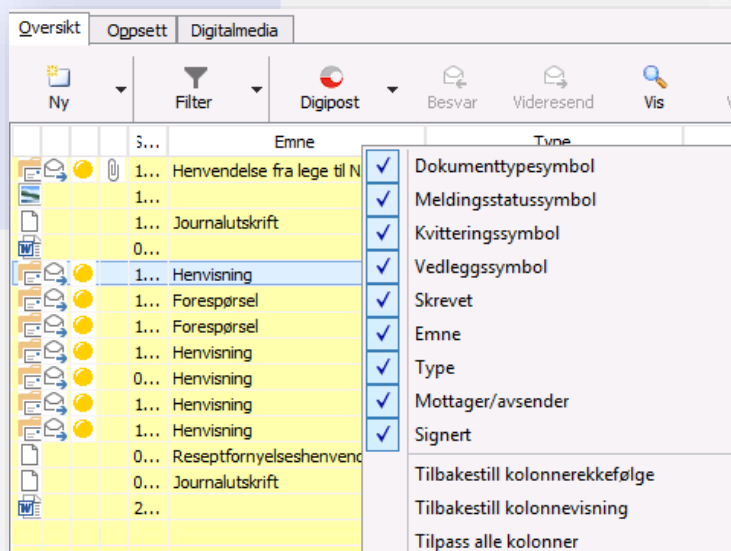 Oversikt Oppsett Digitalmedia
Ny Filter Digipost Besvar Videresend Vis
S... Emne Type
1... Henvendelse fra lege til N
1...
1... Journalutskrift
0...
1... Henvisning
1... Forespørsel
1... Forespørsel
1... Henvisning
0... Henvisning
1... Henvisning
1... Henvisning
0... Reseptfornyelseshenvend
0... Journalutskrift
2...
Dokumenttypesymbol
Meldingsstatussymbol
Kvitteringssymbol
Vedleggssymbol
Skrevet
Emne
Type
Mottager/avsender
Signert
Tilbakestill kolonnerekkefølge
Tilbakestill kolonnevisning
Tilpass alle kolonner